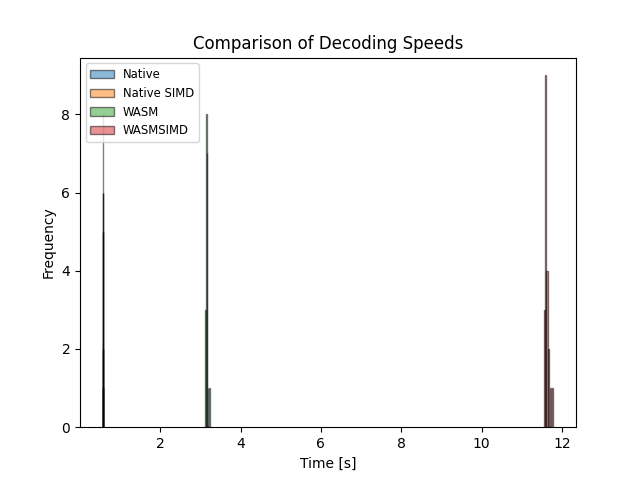 Comparison of Decoding Speeds
Native
Native SIMD
WASM
WASMSIMD
Frequency
8
6
4
2
0
2 4 6 8 10 12
Time [s]